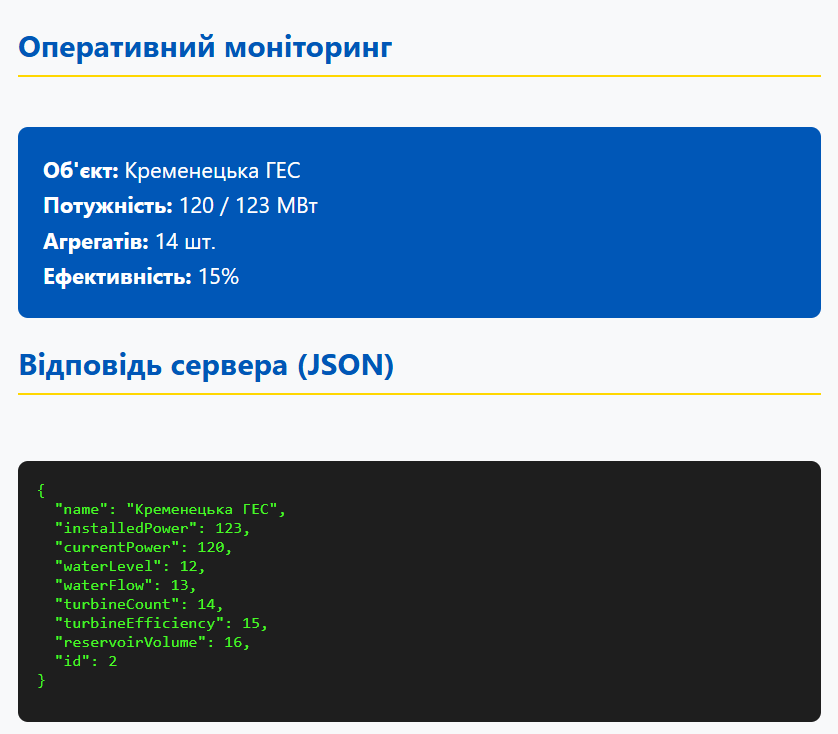 Оперативний моніторинг
Об'єкт: Кременецька ГЕС
Потужність: 120 / 123 МВт
Агрегатів: 14 шт.
Ефективність: 15%
Відповідь сервера (JSON)
{
  "name": "Кременецька ГЕС",
  "installedPower": 123,
  "currentPower": 120,
  "waterLevel": 12,
  "waterFlow": 13,
  "turbineCount": 14,
  "turbineEfficiency": 15,
  "reservoirVolume": 16,
  "id": 2
}